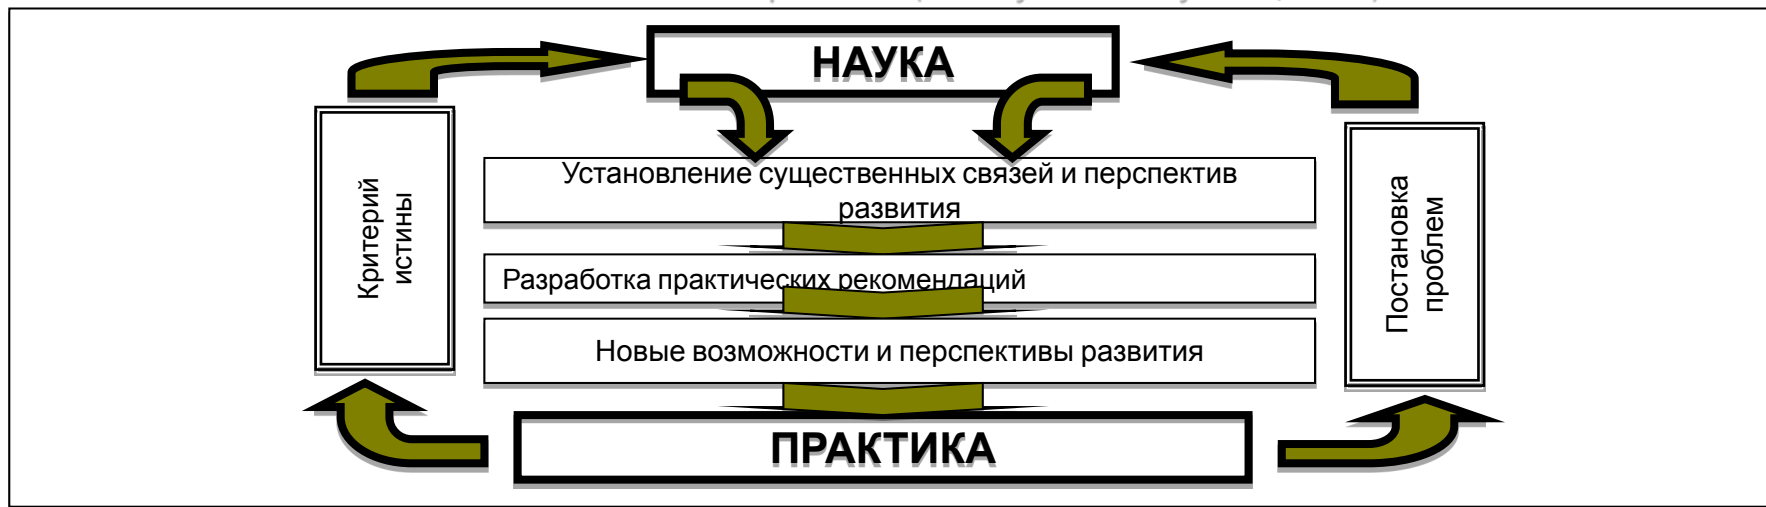 НАУКА
Установление существенных связей и перспектив
развития
Критерий
истины
Постановка
проблем
Разработка практических рекомендаций
Новые возможности и перспективы развития
ПРАКТИКА